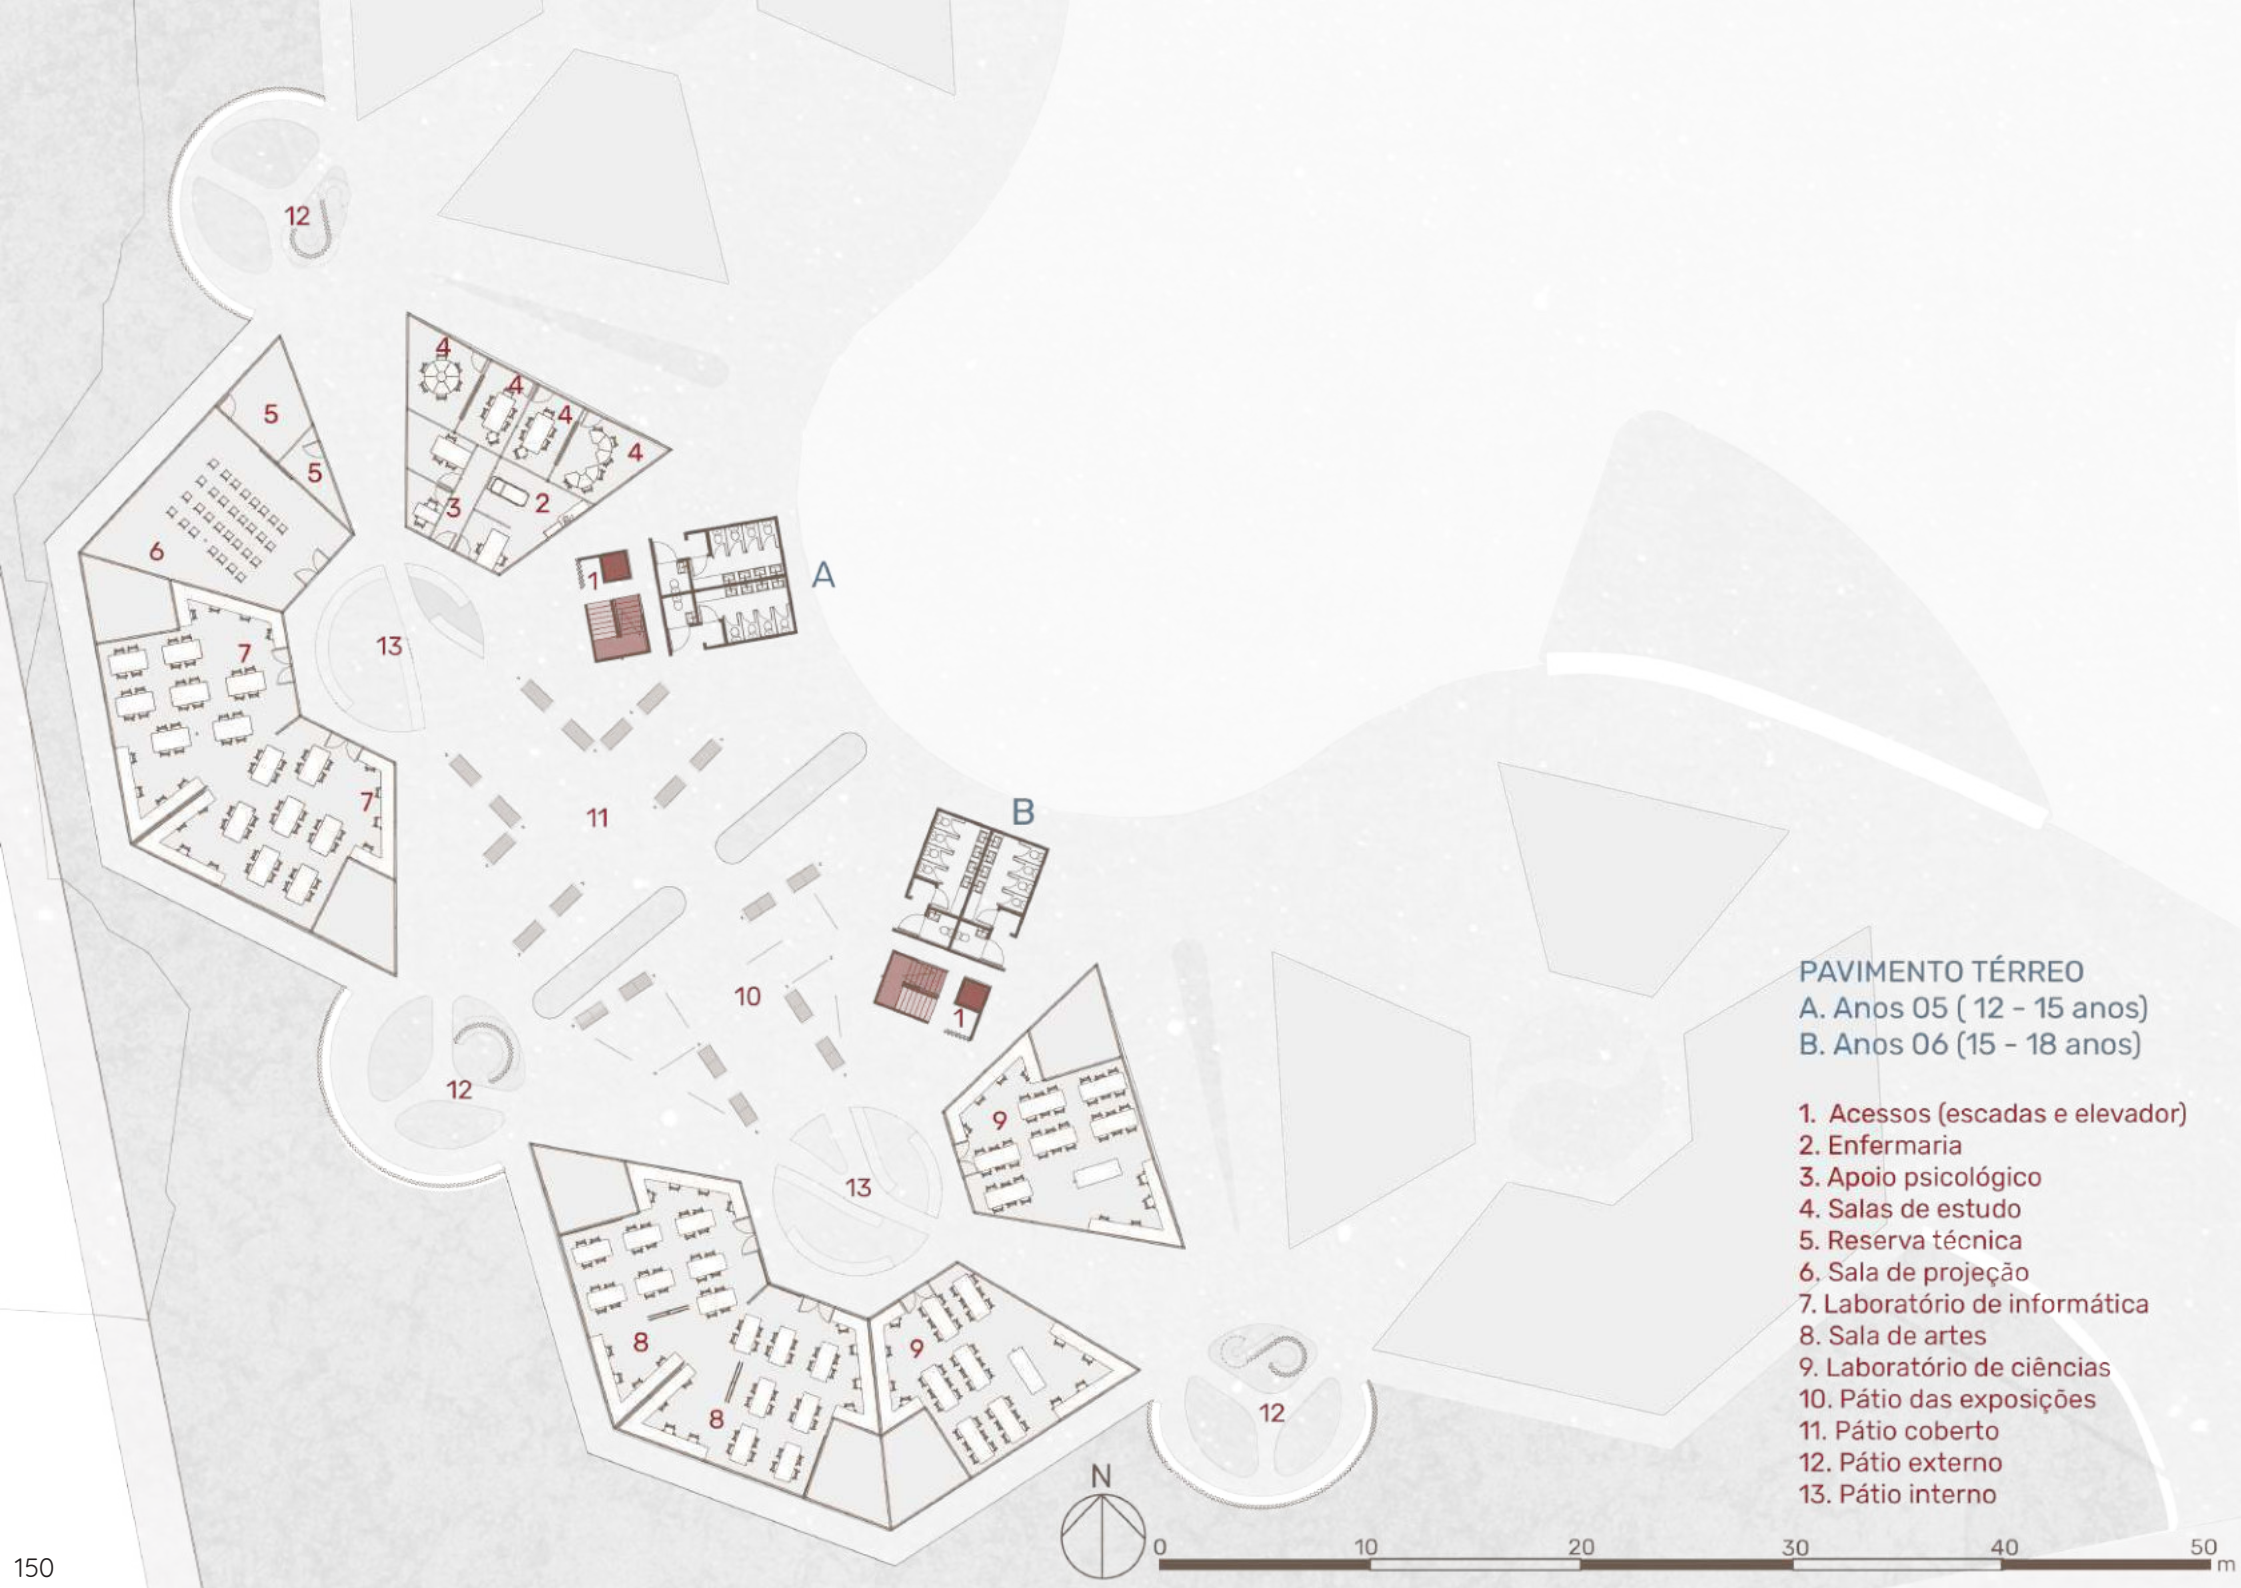 12
4
4
4
4
5
5
3
2
6
1
A
7
13
7
11
B
10
1
12
9
13
8
9
8
12
PAVIMENTO TÉRREO
A. Anos 05 ( 12 - 15 anos)
B. Anos 06 (15 - 18 anos)
1. Acessos (escadas e elevador)
2. Enfermaria
3. Apoio psicológico
4. Salas de estudo
5. Reserva técnica
6. Sala de projeção
7. Laboratório de informática
8. Sala de artes
9. Laboratório de ciências
10. Pátio das exposições
11. Pátio coberto
12. Pátio externo
13. Pátio interno
N
0 10 20 30 40 50
m
150